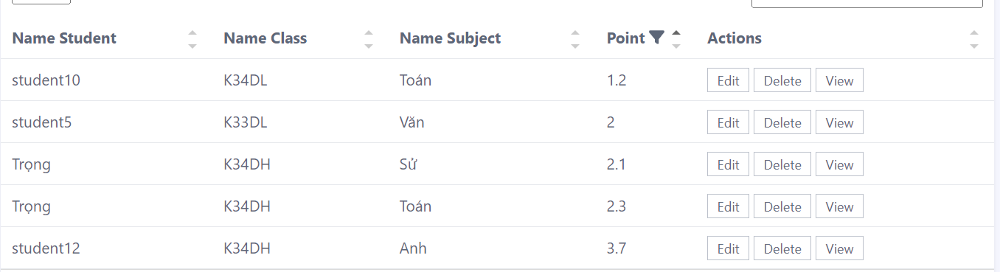 Name Student Name Class Name Subject Point Actions
student10 K34DL Toán 1.2 Edit Delete View
student5 K33DL Văn 2 Edit Delete View
Trọng K34DH Sử 2.1 Edit Delete View
Trọng K34DH Toán 2.3 Edit Delete View
student12 K34DH Anh 3.7 Edit Delete View